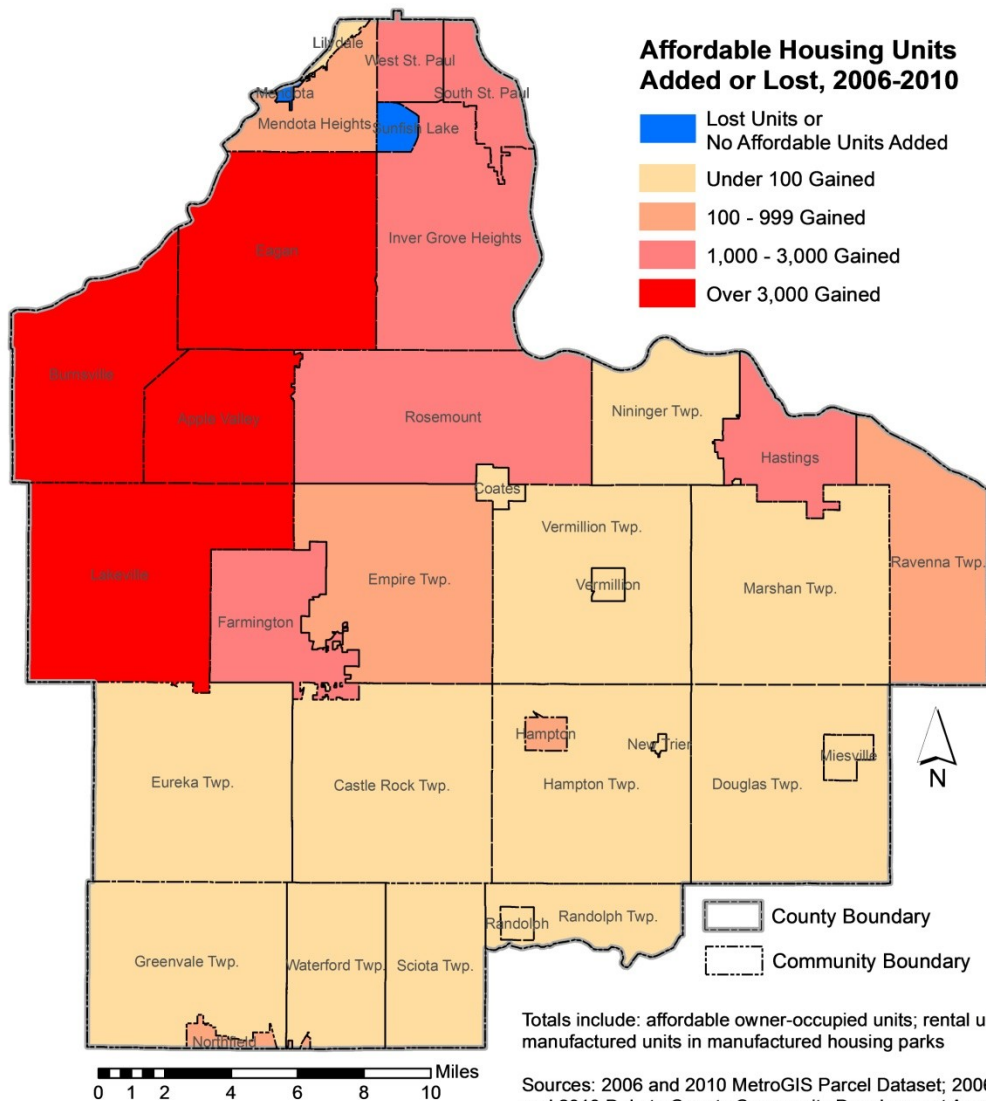 Affordable Housing Units
Added or Lost, 2006-2010
Lost Units or
No Affordable Units Added
Under 100 Gained
100 - 999 Gained
1,000 - 3,000 Gained
Over 3,000 Gained
Lilydale
West St. Paul
South St. Paul
Mendota
Mendota Heights
Sunfish Lake
Inver Grove Heights
Eagan
Burnsville
Apple Valley
Rosemount
Nininger Twp.
Hastings
Coates
Vermillion Twp.
Ravenna Twp.
Lakeville
Empire Twp.
Vermillion
Marshan Twp.
Farmington
Hampton
New Trier
Miesville
Eureka Twp.
Castle Rock Twp.
Hampton Twp.
Douglas Twp.
N
Randolph
Randolph Twp.
County Boundary
Greenvale Twp.
Waterford Twp.
Sciota Twp.
Community Boundary
Northfield
Totals include: affordable owner-occupied units; rental u
manufactured units in manufactured housing parks
Miles
0 2 4 6 8 10
Sources: 2006 and 2010 MetroGIS Parcel Dataset; 2006